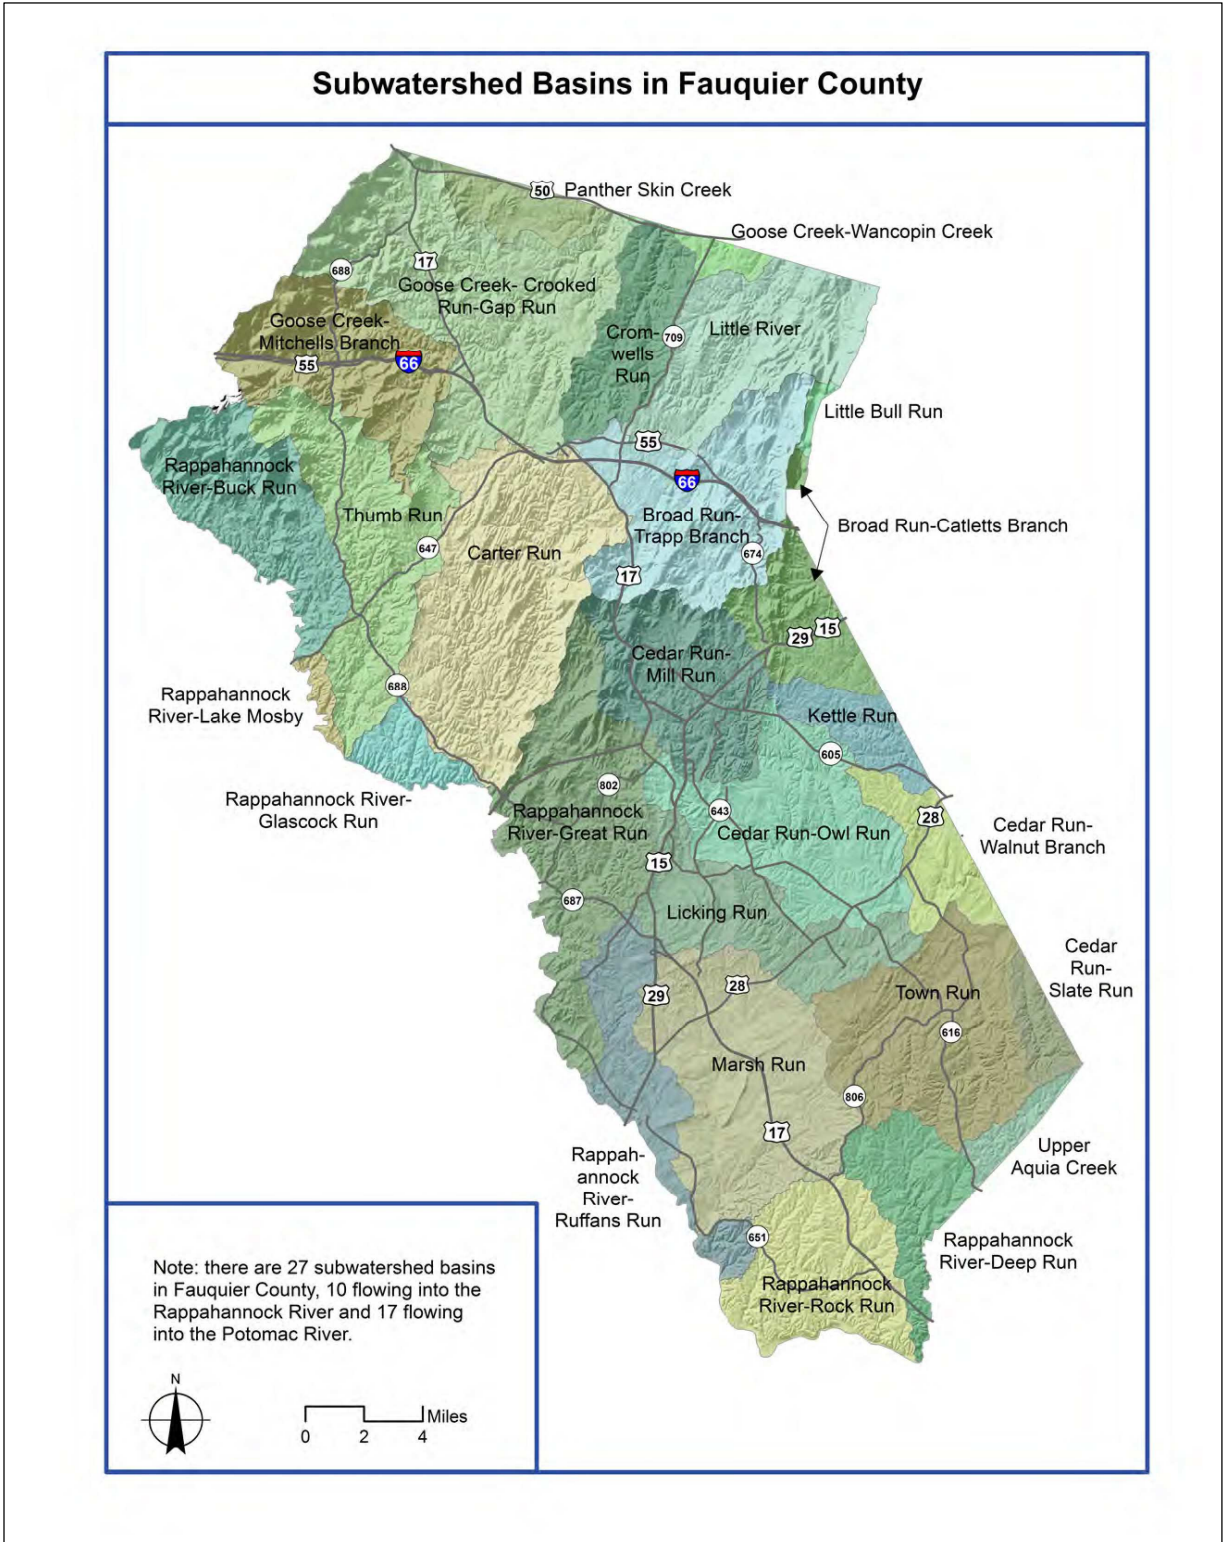 Subwatershed Basins in Fauquier County
50
Panther Skin Creek
Goose Creek-Wancopin Creek
688
17
Goose Creek- Crooked
Run-Gap Run
Goose Creek-
Mitchells Branch
55
66
Crom-
wells
Run
709
Little River
Little Bull Run
55
66
Rappahannock
River-Buck Run
Thumb Run
647
Carter Run
Broad Run-
Trapp Branch
674
Broad Run-Catletts Branch
17
29
15
Cedar Run-
Mill Run
688
Rappahannock
River-Lake Mosby
Kettle Run
605
Rappahannock River-
Glascock Run
802
Rappahannock
River-Great Run
643
Cedar Run-Owl Run
28
Cedar Run-
Walnut Branch
15
687
Licking Run
Cedar
Run-
Slate Run
29
28
Town Run
616
Marsh Run
806
17
Upper
Aquia Creek
Rappah-
annock
River-
Ruffans Run
651
Rappahannock
River-Deep Run
Rappahannock
River-Rock Run
Note: there are 27 subwatershed basins
in Fauquier County, 10 flowing into the
Rappahannock River and 17 flowing
into the Potomac River.
N
Miles
0 2 4